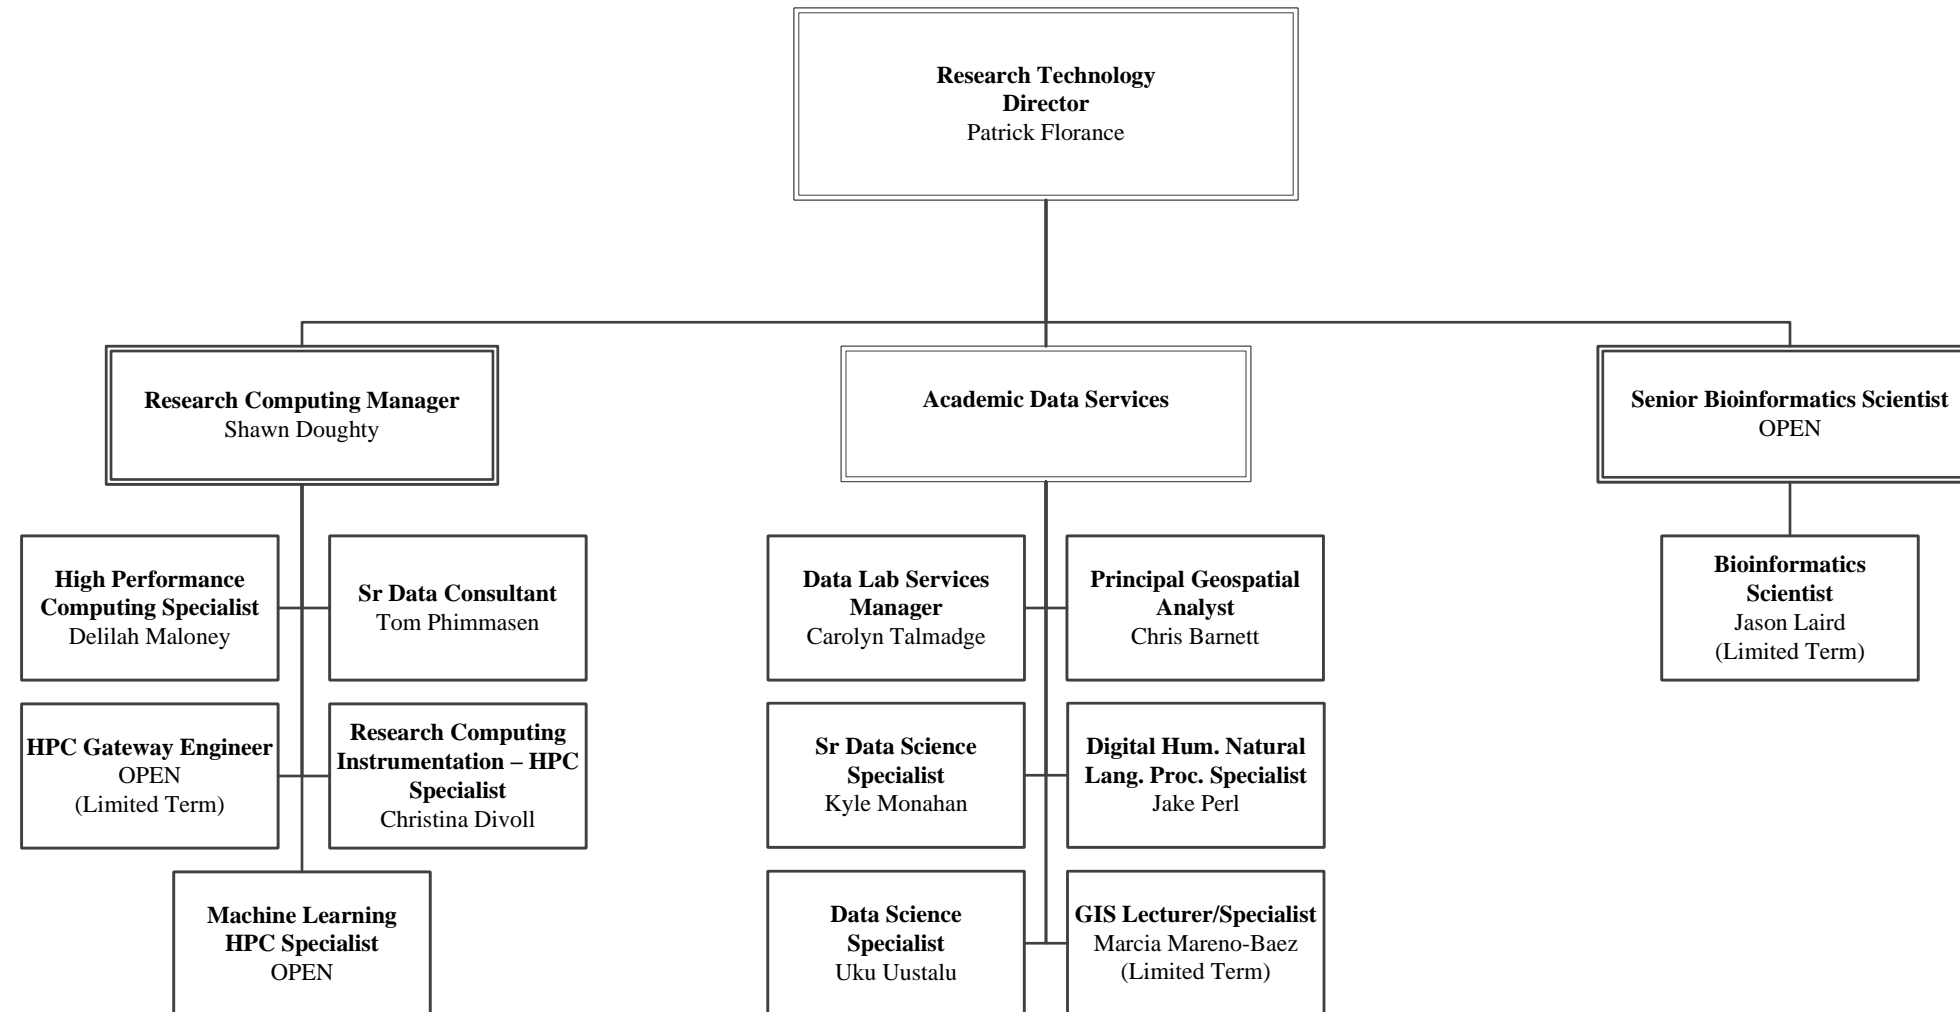 Research Technology
Director
Patrick Florance
Research Computing Manager
Shawn Doughty
Academic Data Services
Senior Bioinformatics Scientist
OPEN
High Performance
Computing Specialist
Delilah Maloney
Sr Data Consultant
Tom Phimmasen
Data Lab Services
Manager
Carolyn Talmadge
Principal Geospatial
Analyst
Chris Barnett
Bioinformatics
Scientist
Jason Laird
(Limited Term)
HPC Gateway Engineer
OPEN
(Limited Term)
Research Computing
Instrumentation – HPC
Specialist
Christina Divoll
Sr Data Science
Specialist
Kyle Monahan
Digital Hum. Natural
Lang. Proc. Specialist
Jake Perl
Machine Learning
HPC Specialist
OPEN
Data Science
Specialist
Uku Uustalu
GIS Lecturer/Specialist
Marcia Mareno-Baez
(Limited Term)